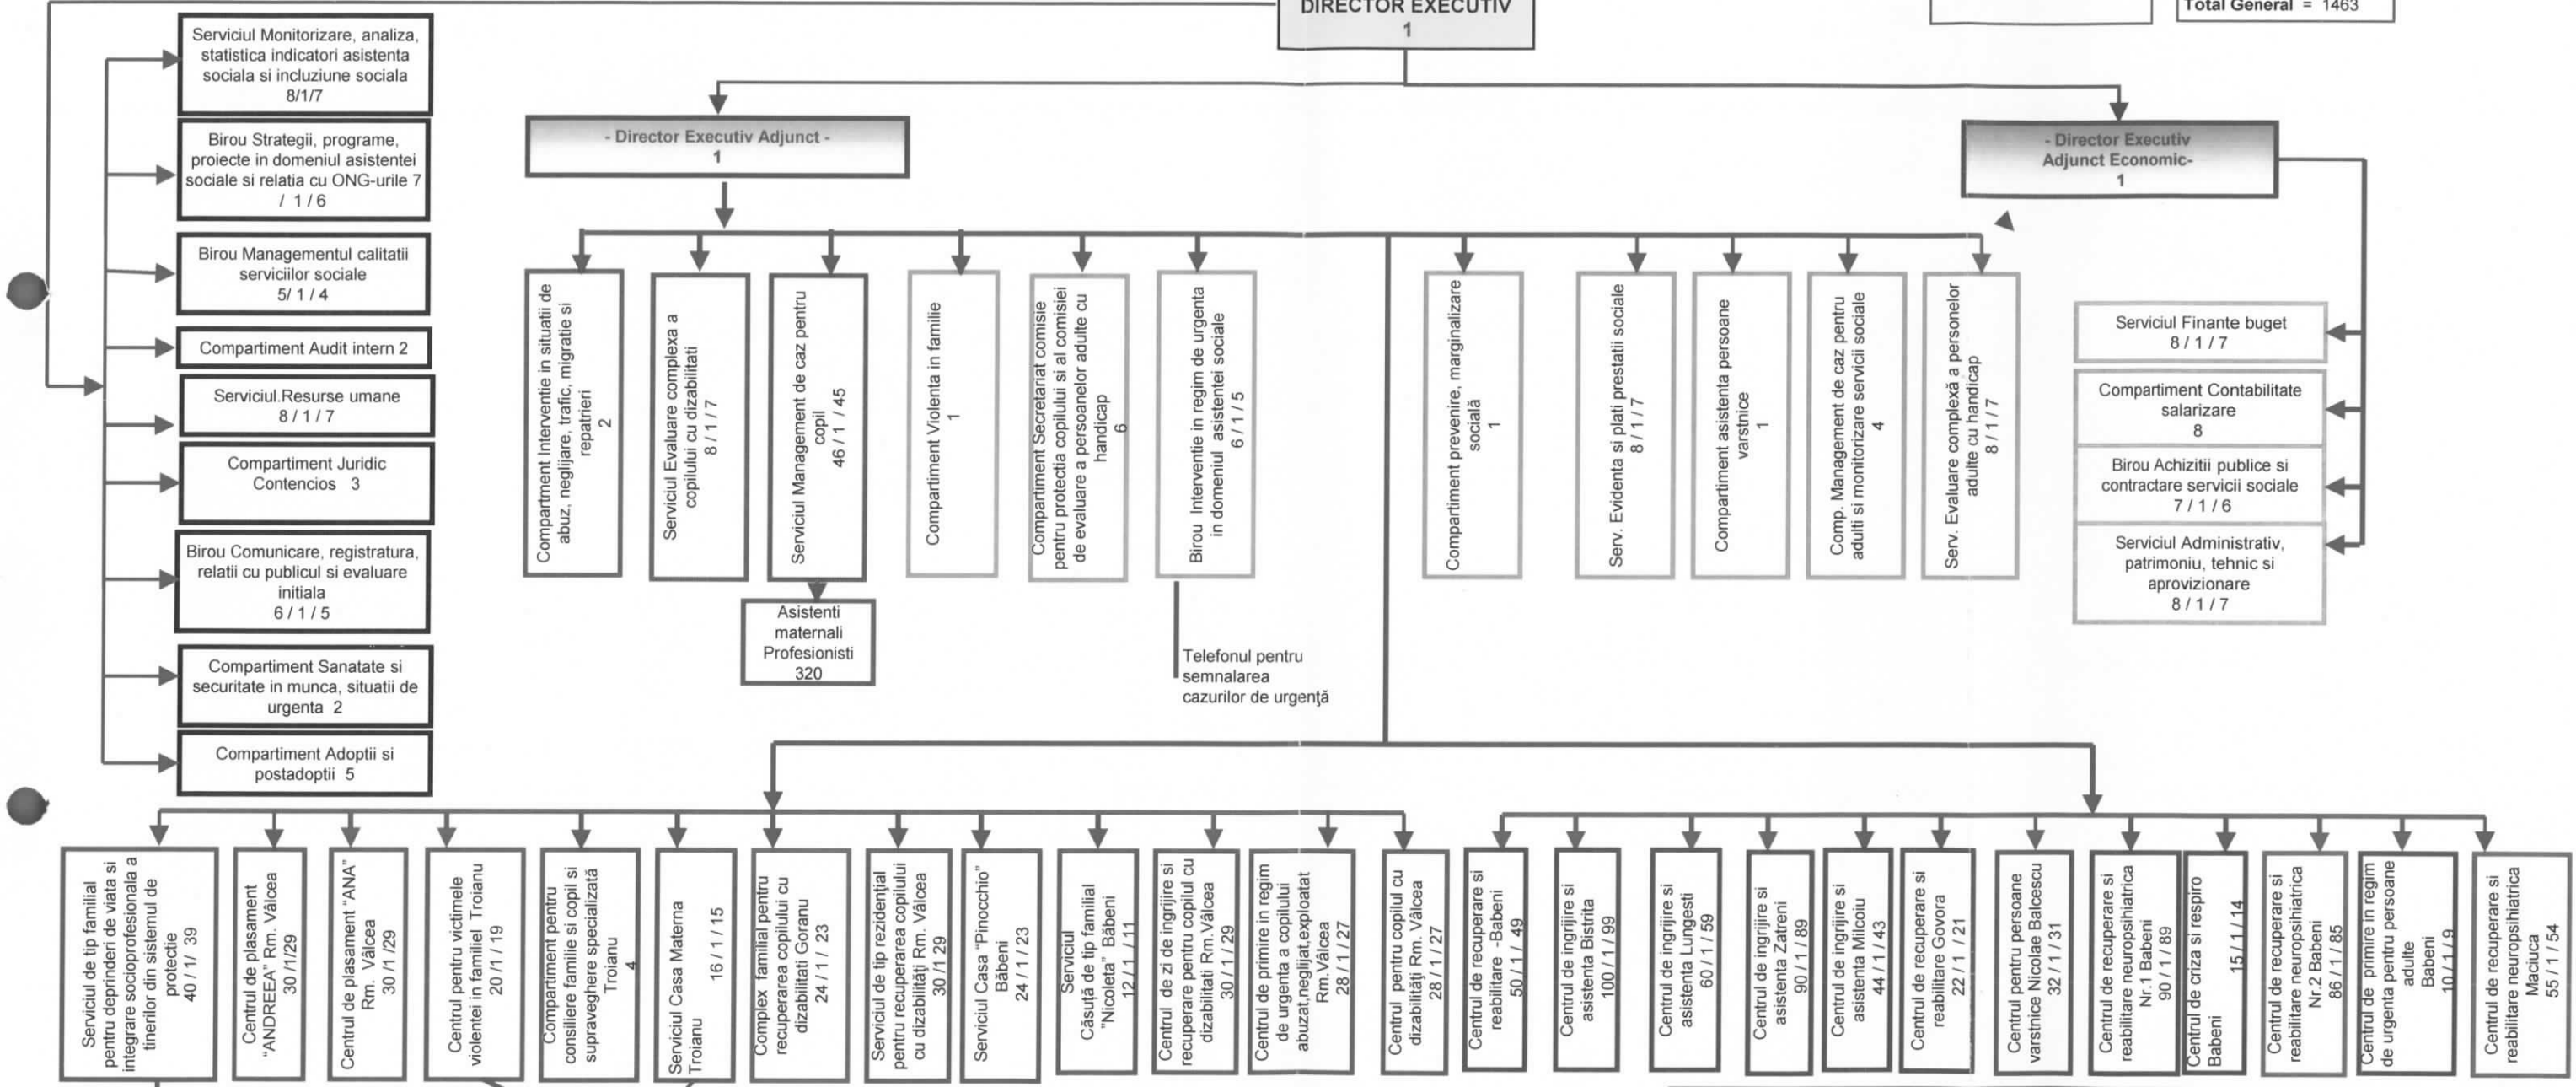 DIRECTOR EXECUTIV
1
Total General = 1463
Serviciul Monitorizare, analiza,
statistica indicatori asistenta
sociala si incluziune sociala
8/1/7
Birou Strategii, programe,
proiecte in domeniul asistentei
sociale si relatia cu ONG-urile 7
/ 1 / 6
Birou Managementul calitatii
serviciilor sociale
5/ 1 / 4
Compartiment Audit intern 2
Serviciul.Resurse umane
8 / 1 / 7
Compartiment Juridic
Contencios 3
Birou Comunicare, registratura,
relatii cu publicul si evaluare
initiala
6 / 1 / 5
Compartiment Sanatate si
securitate in munca, situatii de
urgenta 2
Compartiment Adoptii si
postadoptii 5
- Director Executiv Adjunct -
1
- Director Executiv
Adjunct Economic-
1
Compartment Interventie in situatii de
abuz, neglijare, trafic, migratie si
repatrieri
2
Serviciul Evaluare complexa a
copilului cu dizabilitati
8 / 1 / 7
Serviciul Management de caz pentru
copil
46 / 1 / 45
Asistenti
maternali
Profesionisti
320
Compartiment Violenta in familie
1
Compartiment Secretariat comisie
pentru protectia copilului si al comisiei
de evaluare a persoanelor adulte cu
handicap
6
Birou Interventie in regim de urgenta
in domeniul asistentei sociale
6 / 1 / 5
Telefonul pentru
semnalarea
cazurilor de urgenţă
Compartiment prevenire, marginalizare
socială
1
Serv. Evidenta si plati prestatii sociale
8 / 1 / 7
Compartiment asistenta persoane
varstnice
1
Comp. Management de caz pentru
adulti si monitorizare servicii sociale
4
Serv. Evaluare complexă a personelor
adulte cu handicap
8 / 1 / 7
Serviciul Finante buget
8 / 1 / 7
Compartiment Contabilitate
salarizare
8
Birou Achizitii publice si
contractare servicii sociale
7 / 1 / 6
Serviciul Administrativ,
patrimoniu, tehnic si
aprovizionare
8 / 1 / 7
Serviciul de tip familial
pentru deprinderi de viata si
integrare socioprofesionala a
tinerilor din sistemul de
protectie
40 / 1/ 39
Centrul de plasament
"ANDREEA" Rm. Vâlcea
30 /1/29
Centrul de plasament "ANA"
Rm. Vâlcea
30 /1/29
Centrul pentru victimele
violentei in familiei Troianu
20 /1 / 19
Compartiment pentru
consiliere familie si copil si
supraveghere specializată
Troianu
4
Serviciul Casa Materna
Troianu 16 / 1 / 15
Complex familial pentru
recuperarea copilului cu
dizabilitati Goranu
24 / 1 / 23
Serviciul de tip rezidenţial
pentru recuperarea copilului
cu dizabilităţi Rm. Vâlcea
30 /1 29
Serviciul Casa "Pinocchio"
Băbeni
24 / 1 / 23
Serviciul
Căsuță de tip familial
"Nicoleta" Băbeni
12 /1 / 11
Centrul de zi de ingrijire si
recuperare pentru copilul cu
dizabilitati Rm.Vâlcea
30 / 1 / 29
Centrul de primire in regim
de urgenta a copilului
abuzat,neglijat,exploatat
Rm.Vâlcea
28 / 1 / 27
Centrul pentru copilul cu
dizabilităţi Rm. Vâlcea
28 / 1 / 27
Centrul de recuperare si
reabilitare -Babeni
50 / 1 / 49
Centrul de ingrijire si
asistenta Bistrita
100 / 1 / 99
Centrul de ingrijire si
asistenta Lungesti
60 / 1 / 59
Centrul de ingrijire si
asistenta Zatreni
90 / 1 / 89
Centrul de ingrijire si
asistenta Milcoiu
44 / 1 / 43
Centrul de recuperare si
reabilitare Govora
22 / 1 / 21
Centrul pentru persoane
varstnice Nicolae Balcescu
32 / 1 / 31
Centrul de recuperare si
reabilitare neuropsihiatrica
Nr.1 Babeni
90 / 1 / 89
Centrul de criza si respiro
Babeni 15 / 1 / 14
Centrul de recuperare si
reabilitare neuropsihiatrica
Nr.2 Babeni
86 / 1 / 85
Centrul de primire in regim
de urgenta pentru persoane
adulte
Babeni
10 / 1 / 9
Centrul de recuperare si
reabilitare neuropsihiatrica
Maciuca
55 / 1 / 54